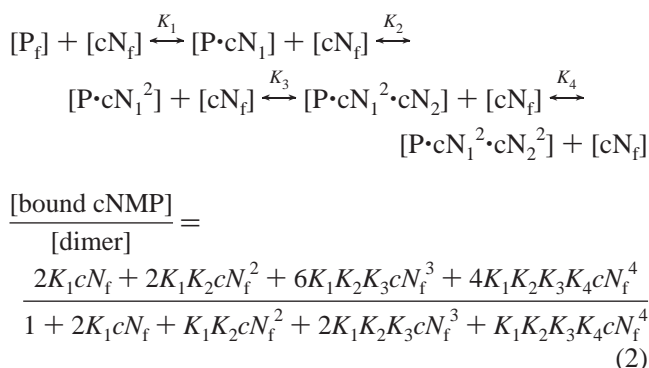 [P_f] + [cN_f] ⟷^{K_1} [P·cN_1] + [cN_f] ⟷^{K_2}
[P·cN_1^2] + [cN_f] ⟷^{K_3} [P·cN_1^2·cN_2] + [cN_f] ⟷^{K_4}
[P·cN_1^2·cN_2^2] + [cN_f]
[bound cNMP]
[dimer]
=
2K_1cN_f + 2K_1K_2cN_f^2 + 6K_1K_2K_3cN_f^3 + 4K_1K_2K_3K_4cN_f^4
1 + 2K_1cN_f + K_1K_2cN_f^2 + 2K_1K_2K_3cN_f^3 + K_1K_2K_3K_4cN_f^4
(2)